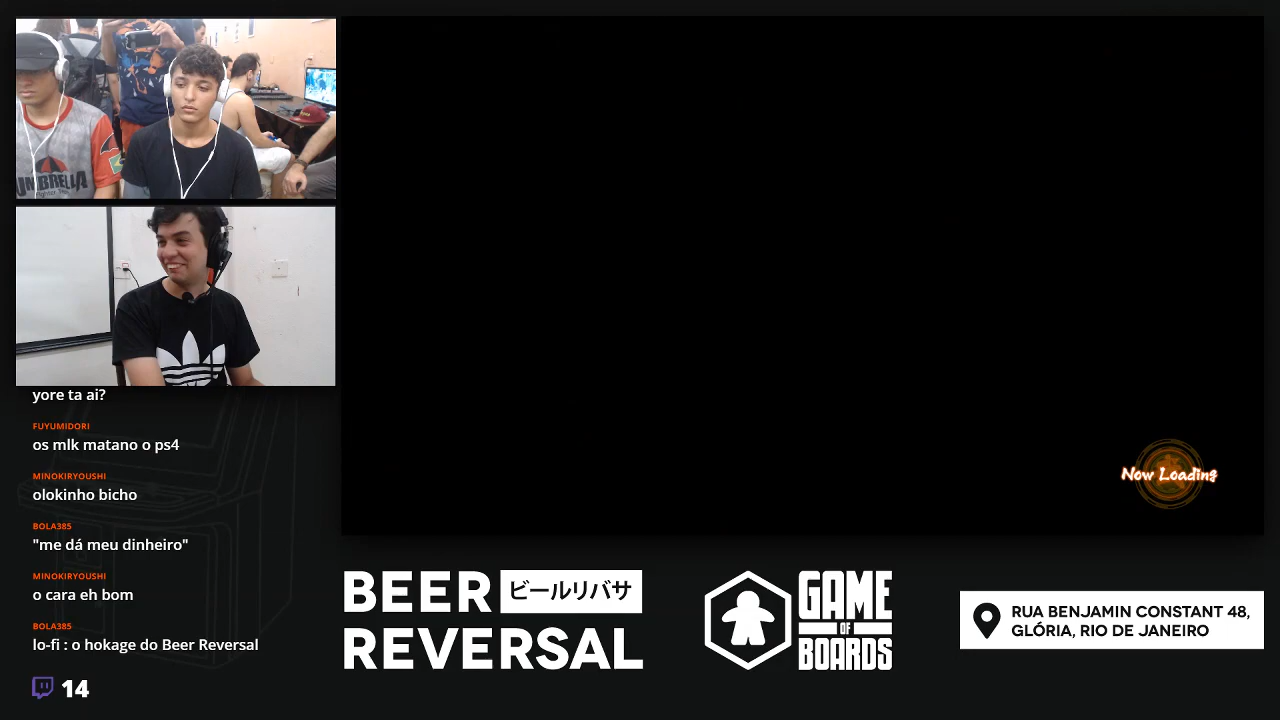 UMBRELLA
yore ta ai?
FUYUMIDORI
os mlk matano o ps4
MINOKIRYOUSHI
olokinho bicho
BOLA385
"me dá meu dinheiro"
MINOKIRYOUSHI
o cara eh bom
BOLA385
lo-fi : o hokage do Beer Reversal
14
Now Loading
BEER ビールリバサ
REVERSAL
GAME
OF
BOARDS
RUA BENJAMIN CONSTANT 48,
GLÓRIA, RIO DE JANEIRO